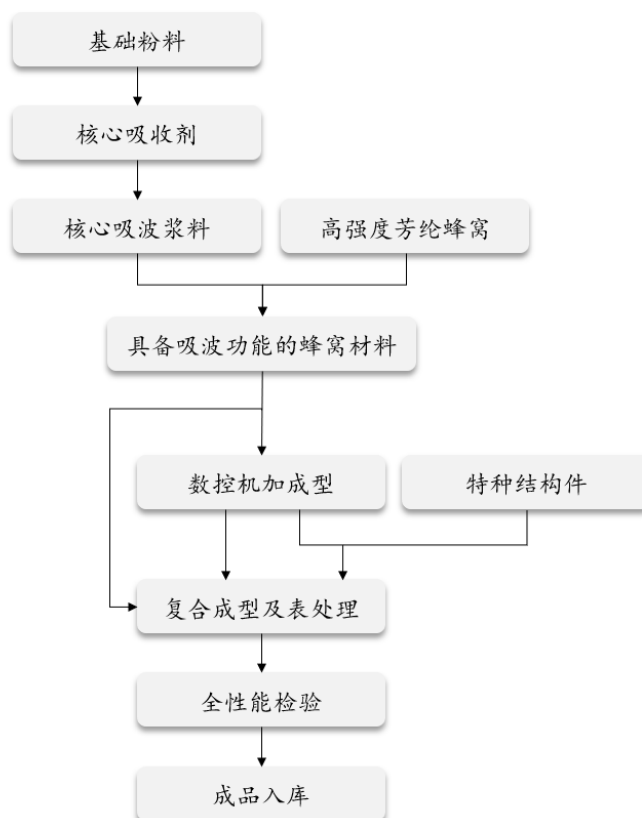 基础粉料
核心吸收剂
核心吸波浆料
高强度芳纶蜂窝
具备吸波功能的蜂窝材料
数控机加成型
特种结构件
复合成型及表处理
全性能检验
成品入库